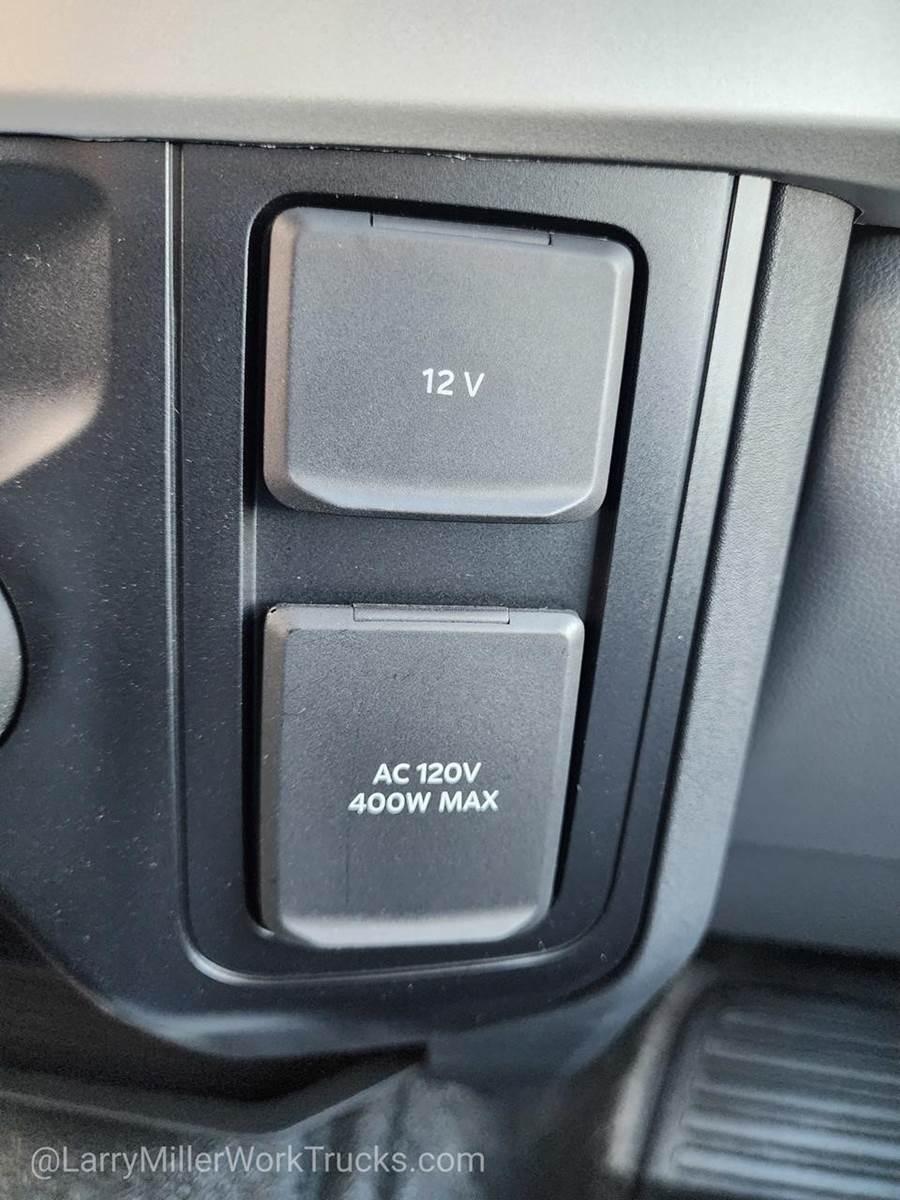 12 V
AC 120V
400W MAX
@LarryMillerWorkTrucks.com